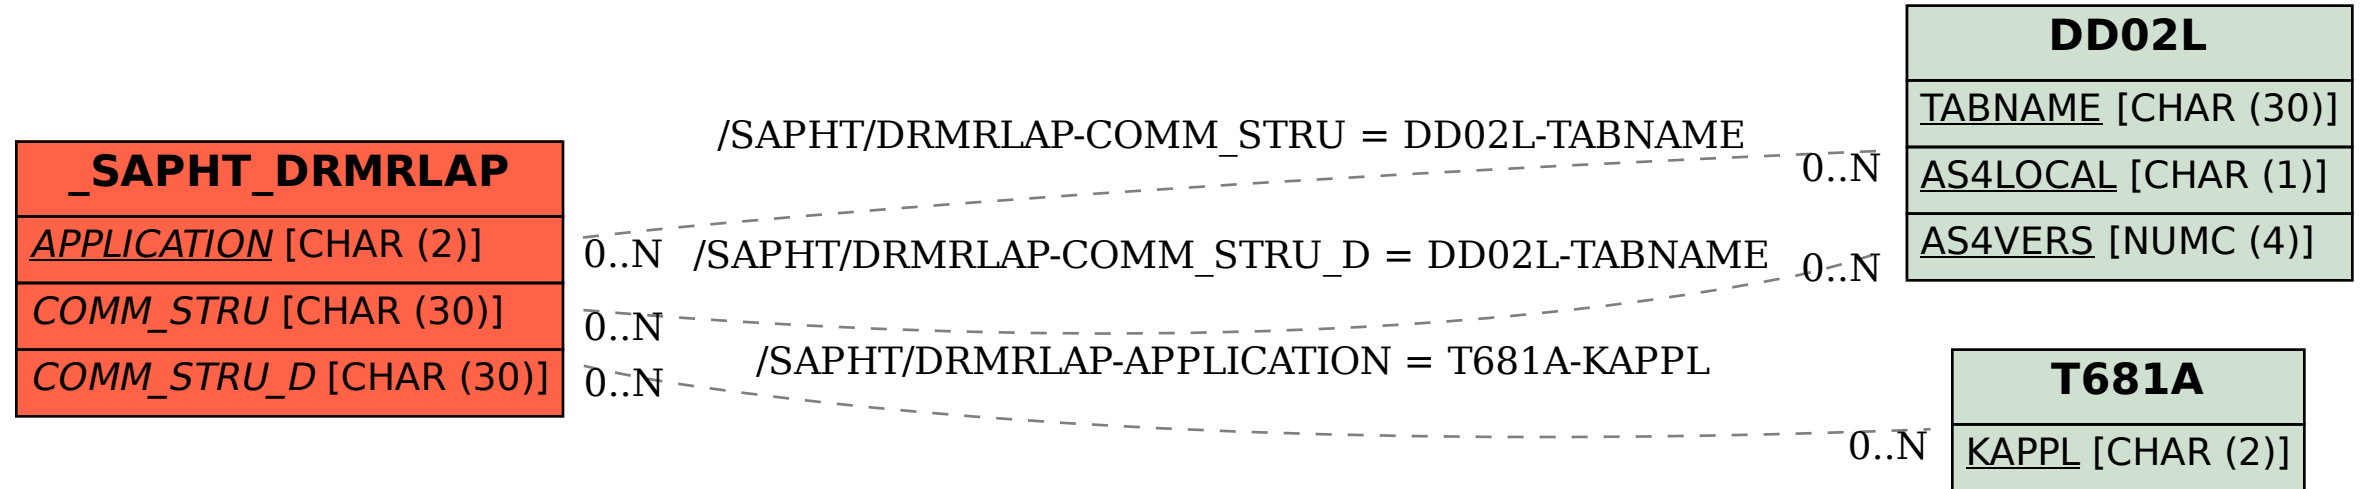 _SAPHT_DRMRLAP
APPLICATION [CHAR (2)]
COMM_STRU [CHAR (30)]
COMM_STRU_D [CHAR (30)]
/SAPHT/DRMRLAP-COMM_STRU = DD02L-TABNAME
0..N
0..N
/SAPHT/DRMRLAP-COMM_STRU_D = DD02L-TABNAME
0..N
0..N
/SAPHT/DRMRLAP-APPLICATION = T681A-KAPPL
0..N
0..N
DD02L
TABNAME [CHAR (30)]
AS4LOCAL [CHAR (1)]
AS4VERS [NUMC (4)]
T681A
KAPPL [CHAR (2)]